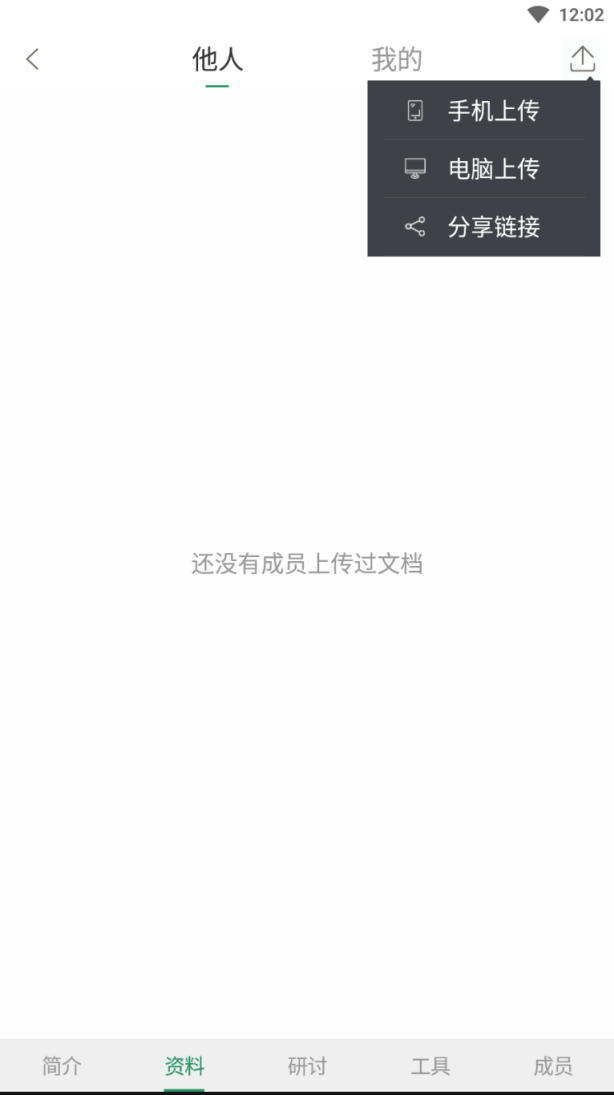 12:02
他人 我的
手机上传
电脑上传
分享链接
还没有成员上传过文档
简介 资料 研讨 工具 成员